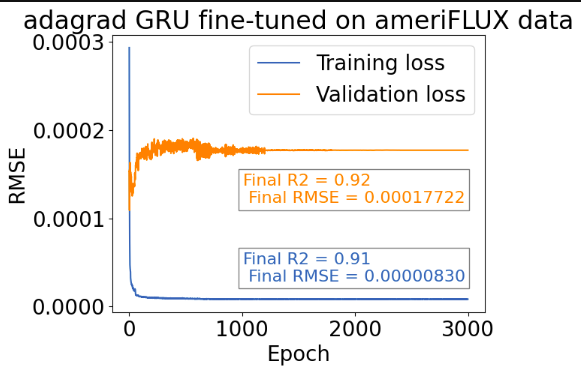 adagrad GRU fine-tuned on ameriFLUX data
0.0003
0.0002
0.0001
0.0000
RMSE
Training loss
Validation loss
Final R2 = 0.92
Final RMSE = 0.00017722
Final R2 = 0.91
Final RMSE = 0.00000830
0 1000 2000 3000
Epoch